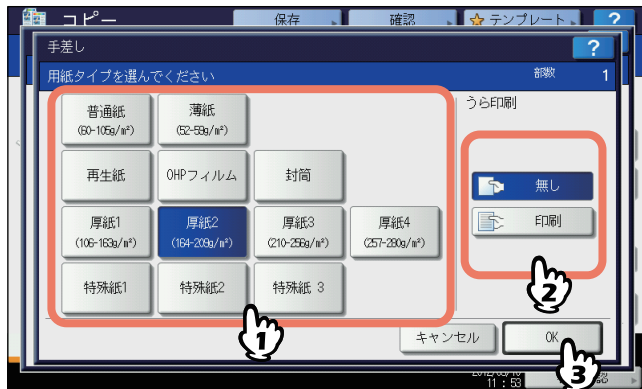 コピー
保存
確認
テンプレート
?
手差し
?
用紙タイプを選んでください
部数 1
うら印刷
普通紙
(60-105g/m²)
薄紙
(52-59g/m²)
再生紙
OHPフィルム
封筒
厚紙1
(106-163g/m²)
厚紙2
(164-209g/m²)
厚紙3
(210-256g/m²)
厚紙4
(257-280g/m²)
特殊紙1
特殊紙2
特殊紙 3
無し
印刷
1
2
キャンセル
OK
3
11:53